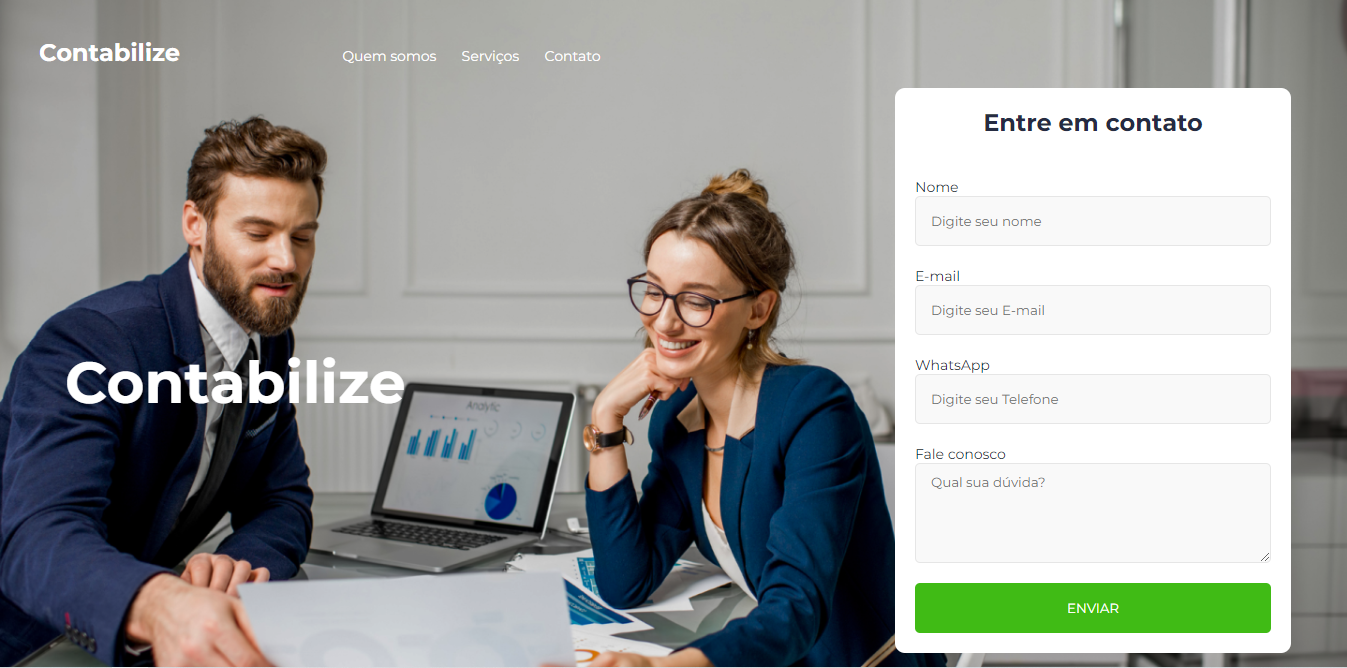 Contabilize
Quem somos
Serviços
Contato
Entre em contato
Nome
Digite seu nome
E-mail
Digite seu E-mail
WhatsApp
Digite seu Telefone
Fale conosco
Qual sua dúvida?
ENVIAR
Contabilize
Analytic